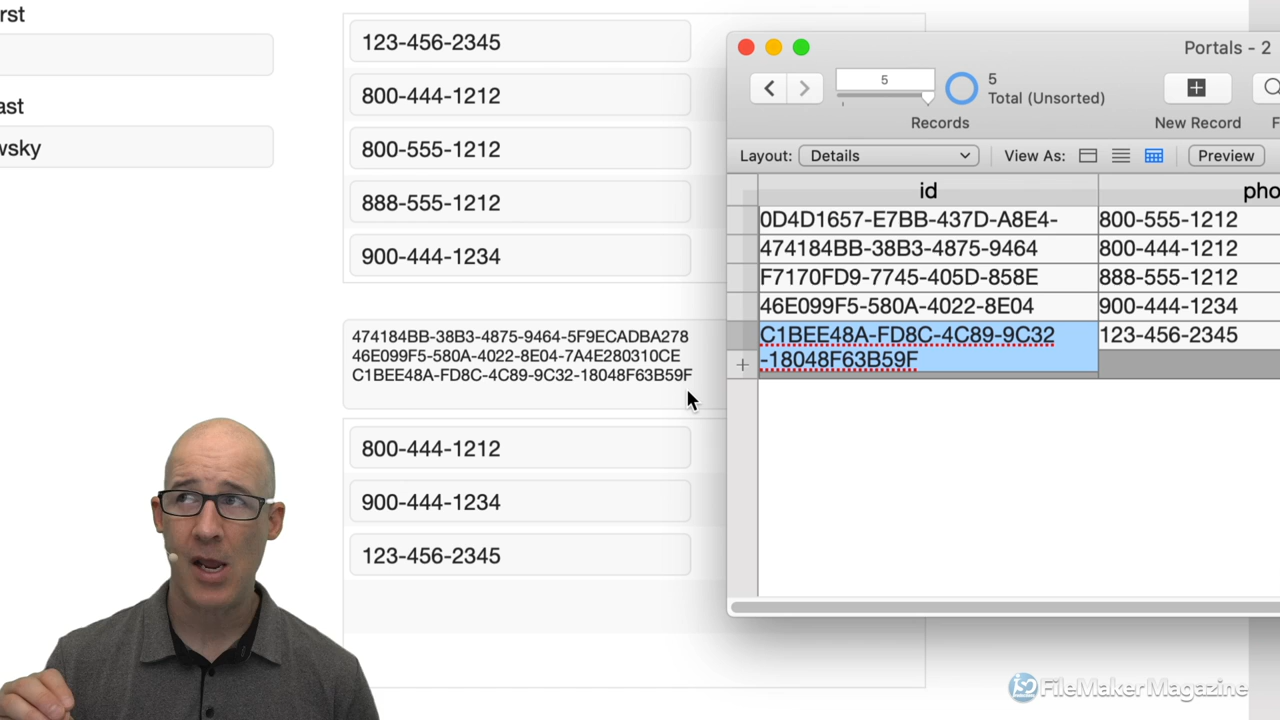 rst
ast
wsky
123-456-2345
800-444-1212
800-555-1212
888-555-1212
900-444-1234
474184BB-38B3-4875-9464-5F9ECADBA278
46E099F5-580A-4022-8E04-7A4E280310CE
C1BEE48A-FD8C-4C89-9C32-18048F63B59F
800-444-1212
900-444-1234
123-456-2345
Portals - 2
5
5
Total (Unsorted)
Records
New Record
F
Layout: Details
View As:
Preview
id pho
0D4D1657-E7BB-437D-A8E4- 800-555-1212
474184BB-38B3-4875-9464 800-444-1212
F7170FD9-7745-405D-858E 888-555-1212
46E099F5-580A-4022-8E04 900-444-1234
C1BEE48A-FD8C-4C89-9C32 123-456-2345
-18048F63B59F
FileMaker Magazine